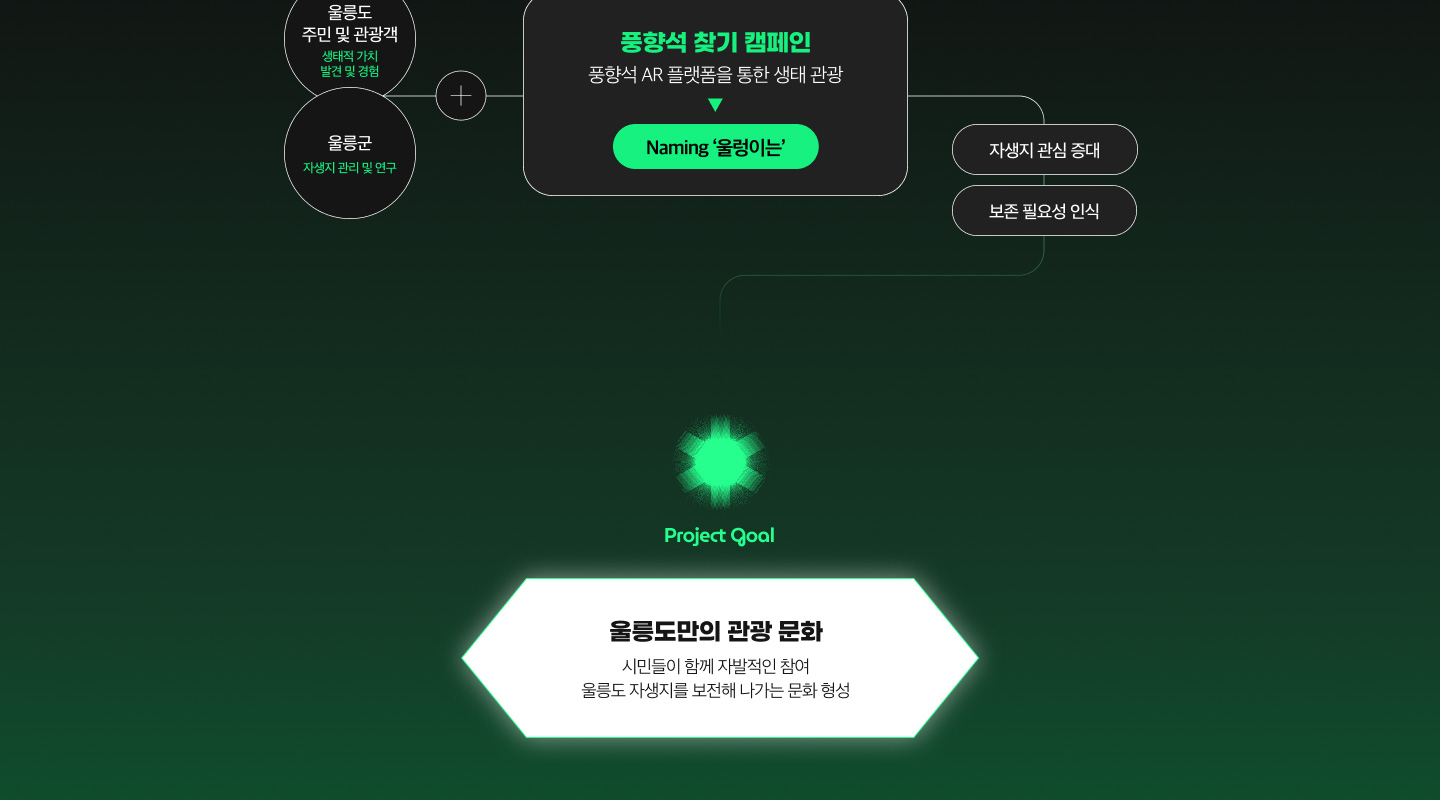 울릉도
주민 및 관광객
생태적 가치
발견 및 경험
울릉군
자생지 관리 및 연구
풍향석 찾기 캠페인
풍향석 AR 플랫폼을 통한 생태 관광
Naming ‘울렁이는’
자생지 관심 증대
보존 필요성 인식
Project Goal
울릉도만의 관광 문화
시민들이 함께 자발적인 참여
울릉도 자생지를 보전해 나가는 문화 형성